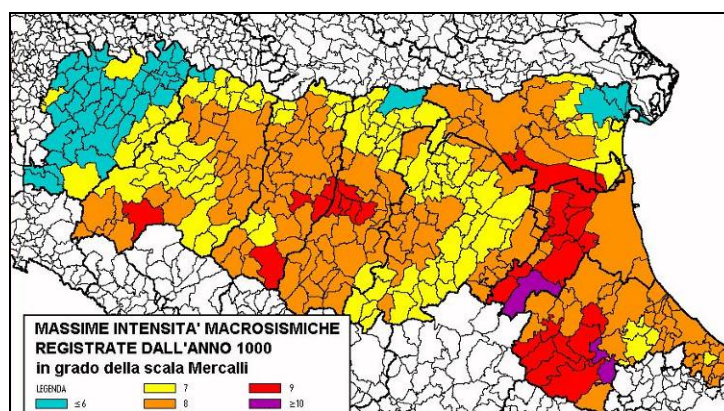 MASSIME INTENSITA' MACROSISMICHE
REGISTRATE DALL'ANNO 1000
in grado della scala Mercalli
LEGENDA
7
9
≤6
8
≥10